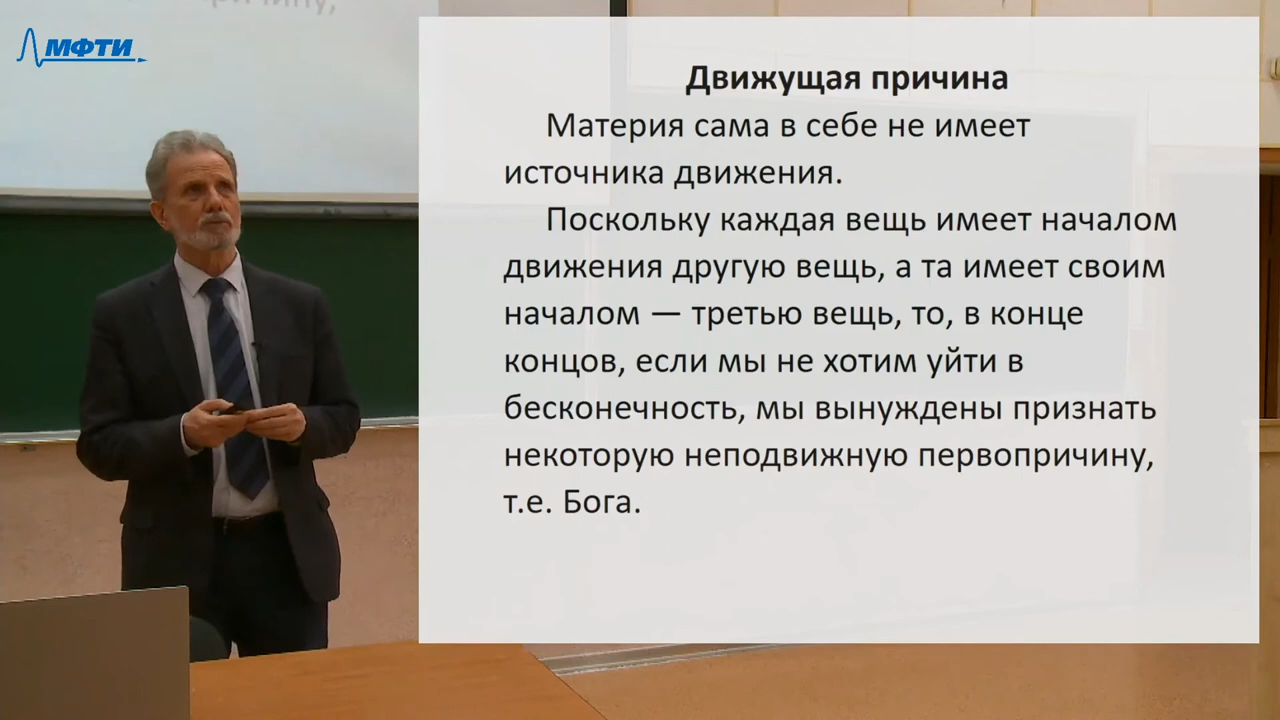 МФТИ
Движущая причина
Материя сама в себе не имеет
источника движения.
Поскольку каждая вещь имеет началом
движения другую вещь, а та имеет своим
началом — третью вещь, то, в конце
концов, если мы не хотим уйти в
бесконечность, мы вынуждены признать
некоторую неподвижную первопричину,
т.е. Бога.